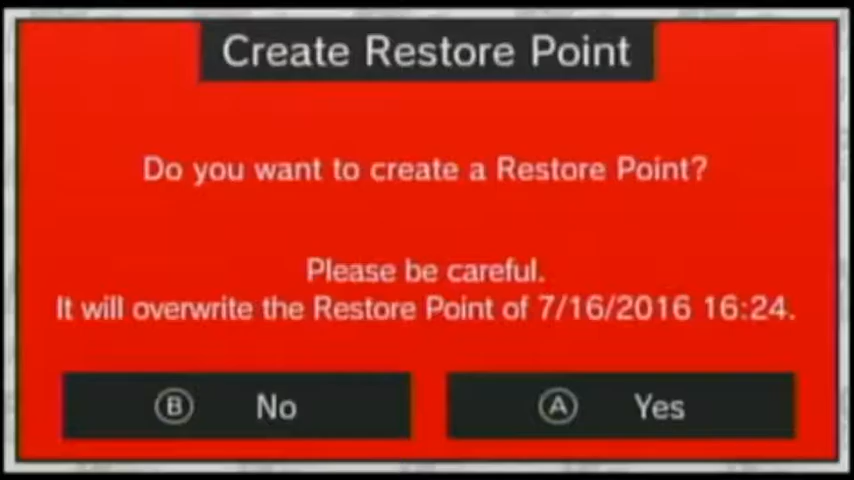 Create Restore Point
Do you want to create a Restore Point?
Please be careful.
It will overwrite the Restore Point of 7/16/2016 16:24.
Ⓑ No
Ⓐ Yes